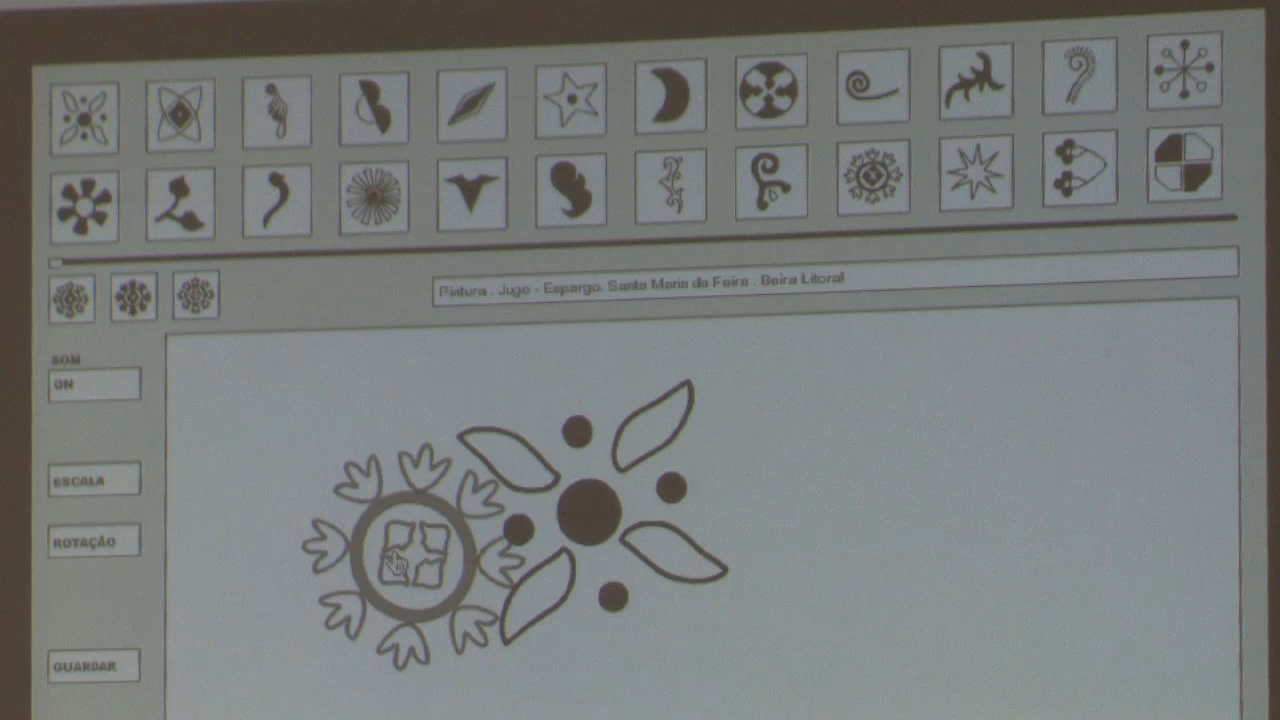 Pintura . Jugo - Espargo. Santa Maria da Feira . Beira Litoral
SOM
ON
ESCALA
ROTAÇÃO
GUARDAR